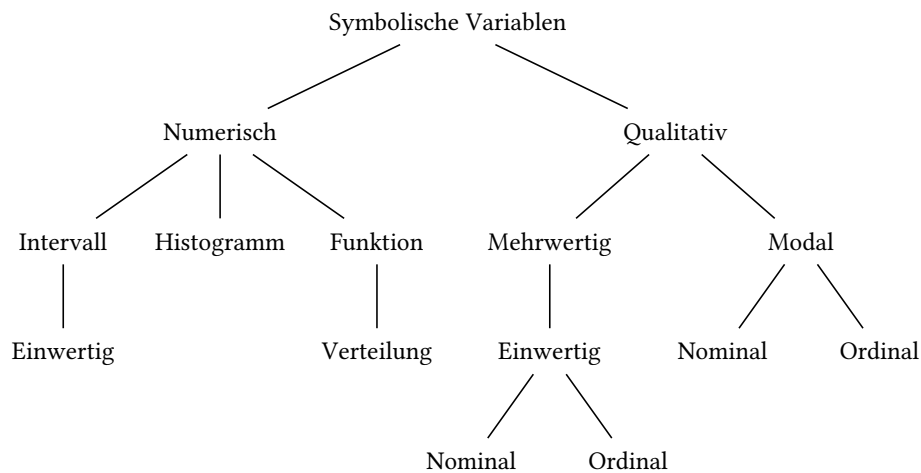 Symbolische Variablen
Numerisch Qualitativ
Intervall Histogramm Funktion Mehrwertig Modal
Einwertig Verteilung Einwertig Nominal Ordinal
Nominal Ordinal